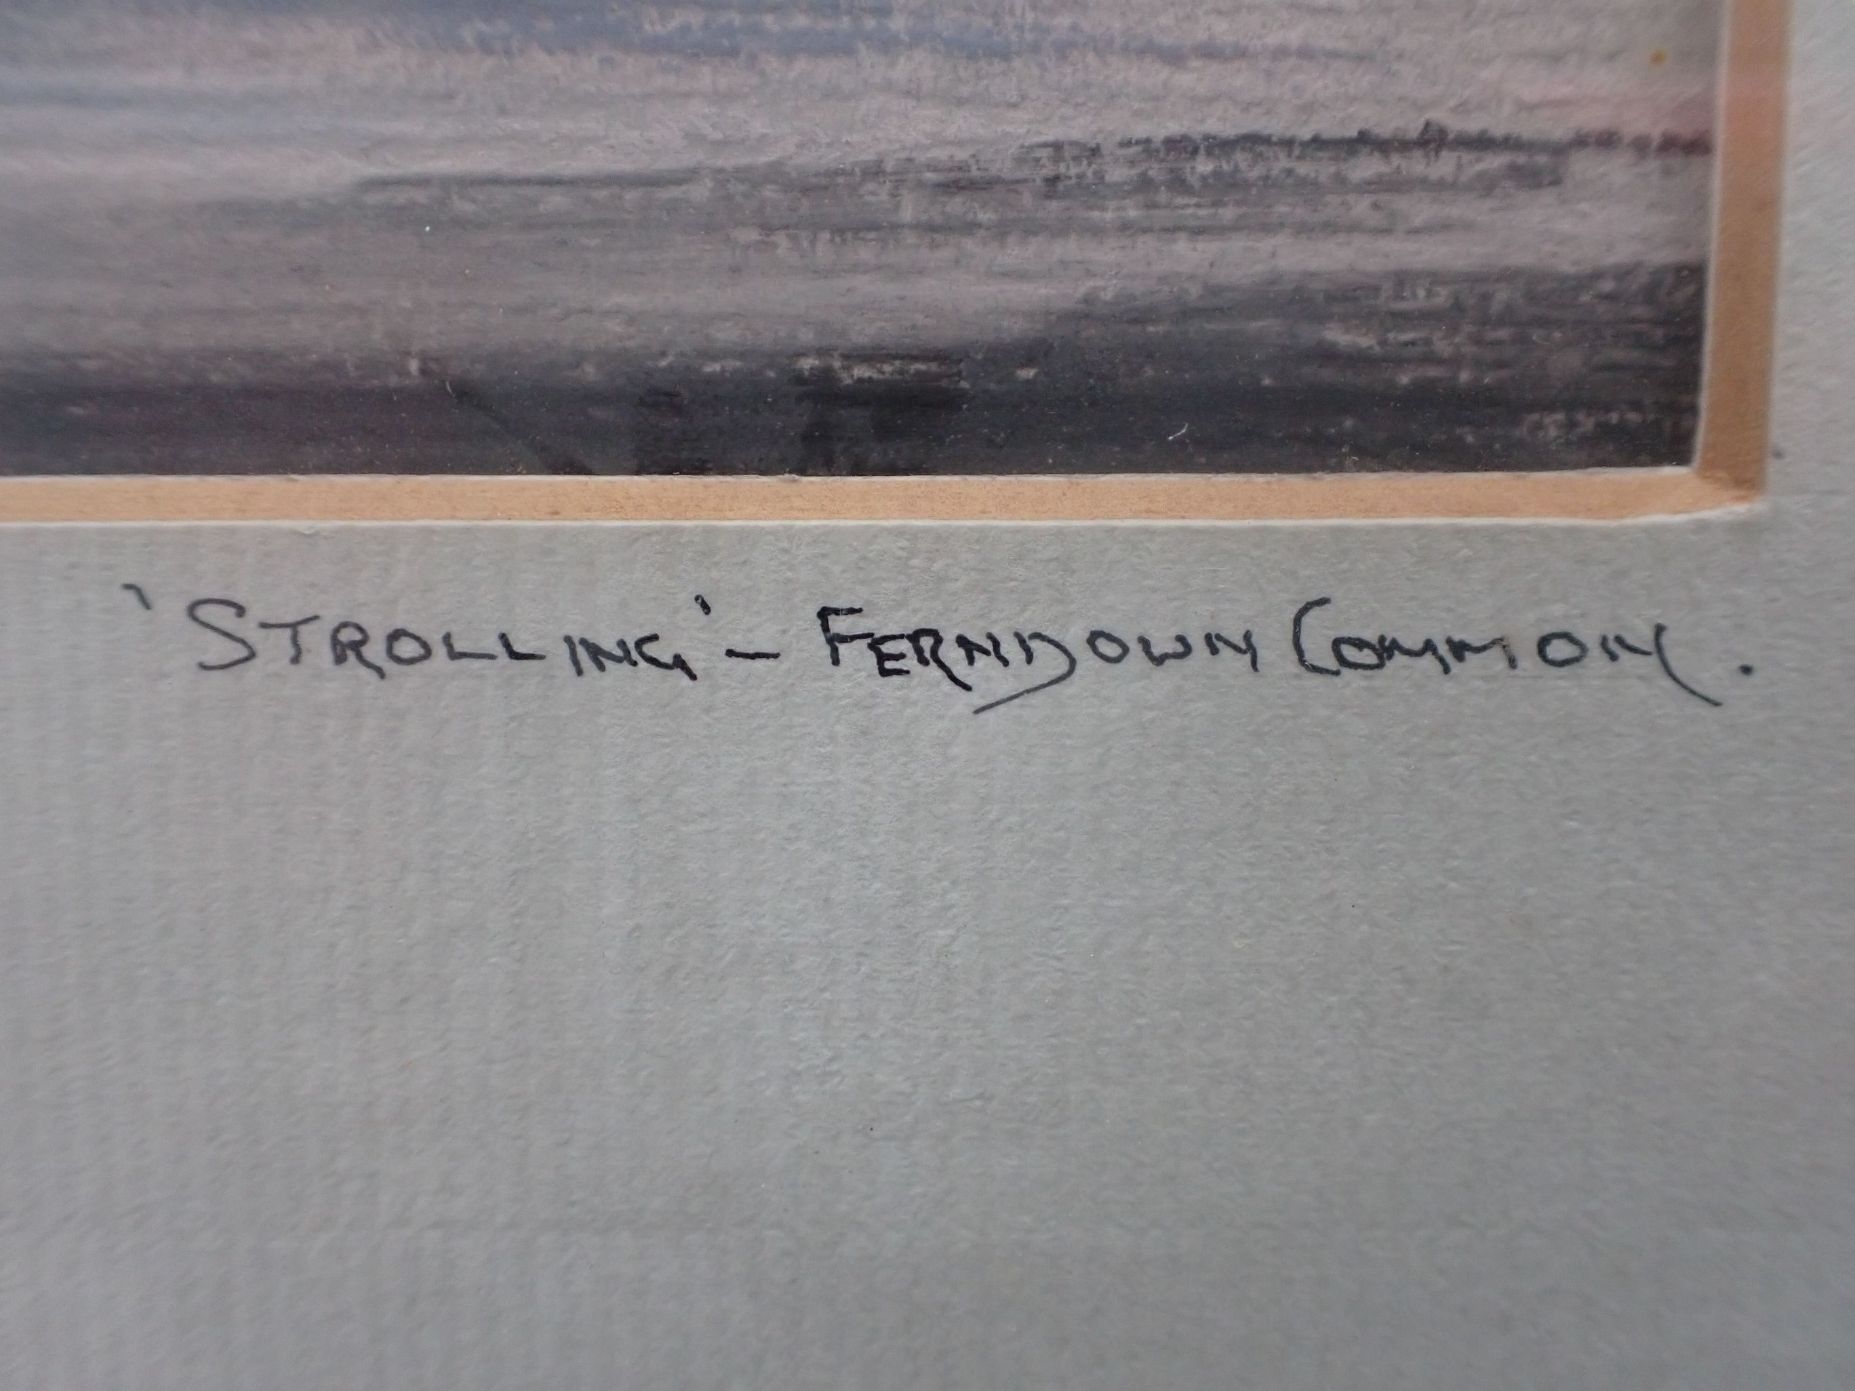 'STROLLING' – FERNDOWN COMMON.